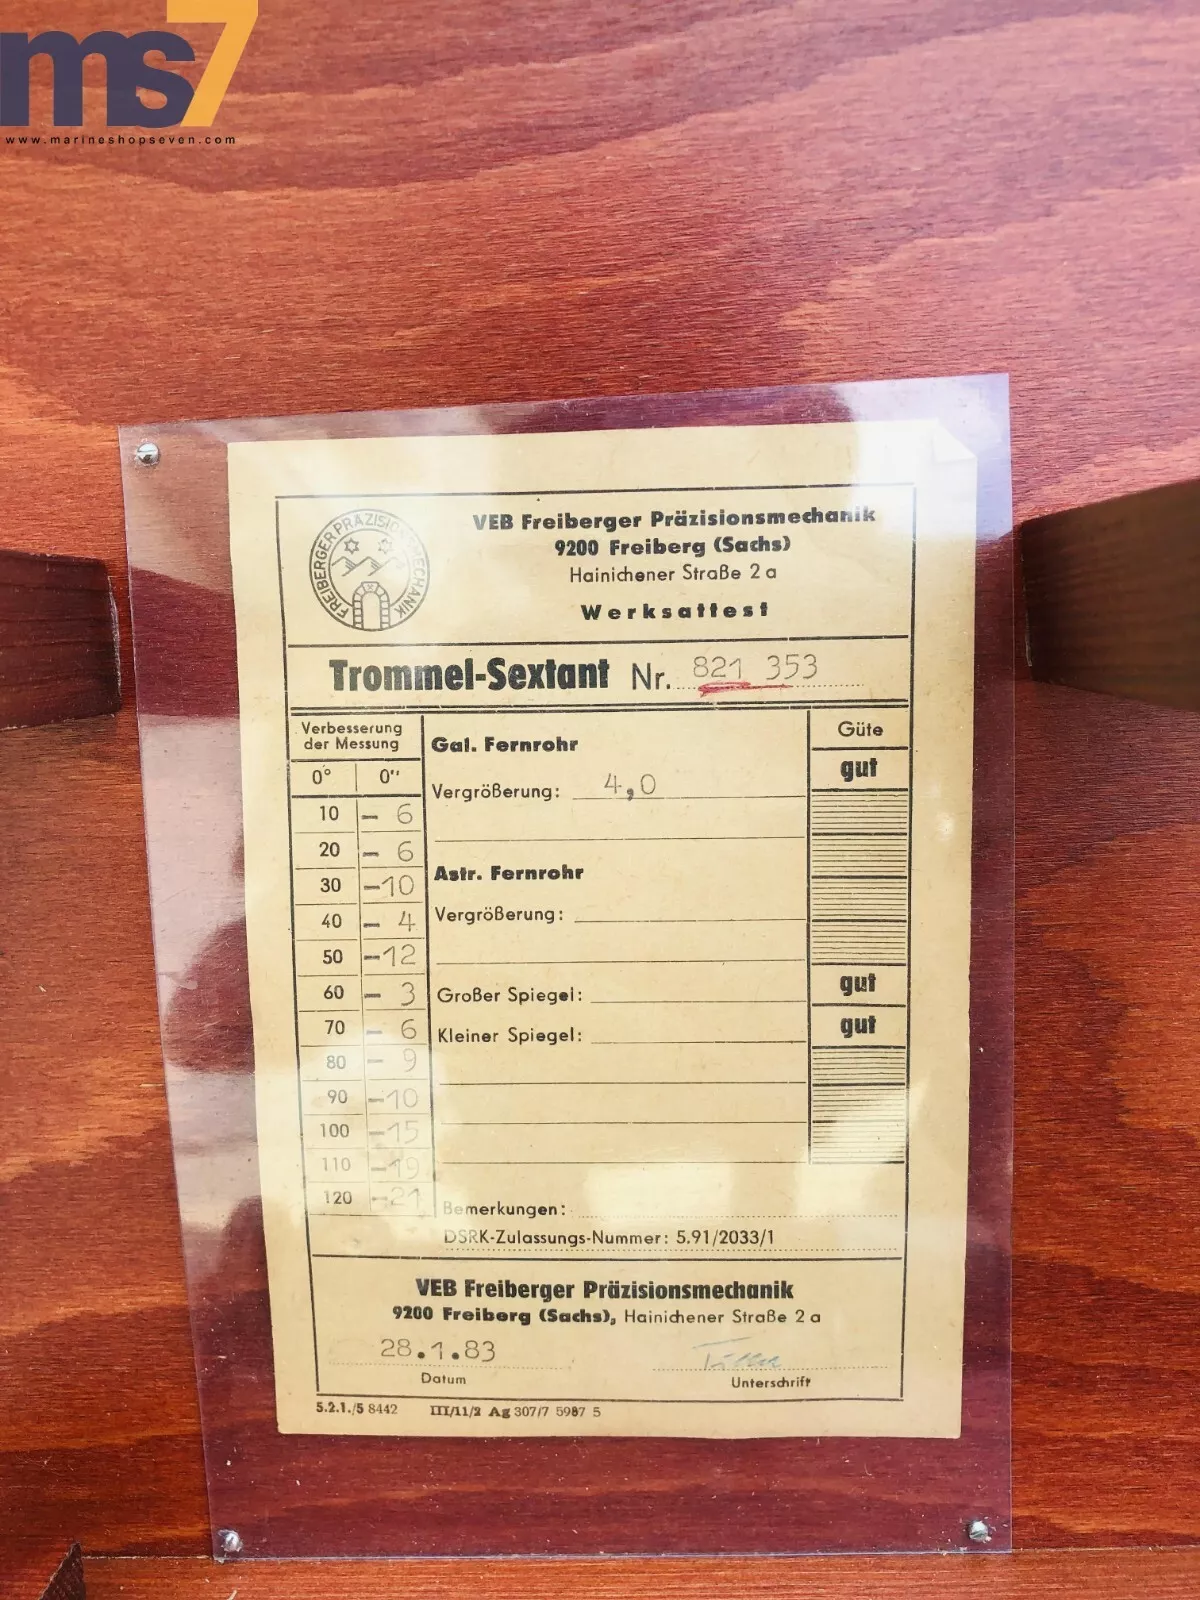 ms7
www.marineshopseven.com
FREIBERGER PRÄZISIONSMECHANIK
VEB Freiberger Präzisionsmechanik
9200 Freiberg (Sachs)
Hainichener Straße 2 a
Werksattest
Trommel-Sextant Nr. 821 353
Verbesserung
der Messung
0° 0"
10 - 6
20 - 6
30 -10
40 - 4
50 -12
60 - 3
70 - 6
80 - 9
90 -10
100 -15
110 -19
120 -21
Gal. Fernrohr
Vergrößerung: 4,0
Astr. Fernrohr
Vergrößerung:
Großer Spiegel:
Kleiner Spiegel:
Güte
gut
gut
gut
Bemerkungen:
DSRK-Zulassungs-Nummer: 5.91/2033/1
VEB Freiberger Präzisionsmechanik
9200 Freiberg (Sachs), Hainichener Straße 2 a
28.1.83
Datum
Unterschrift
5.2.1./5 8442 III/11/2 Ag 307/7 5987 5